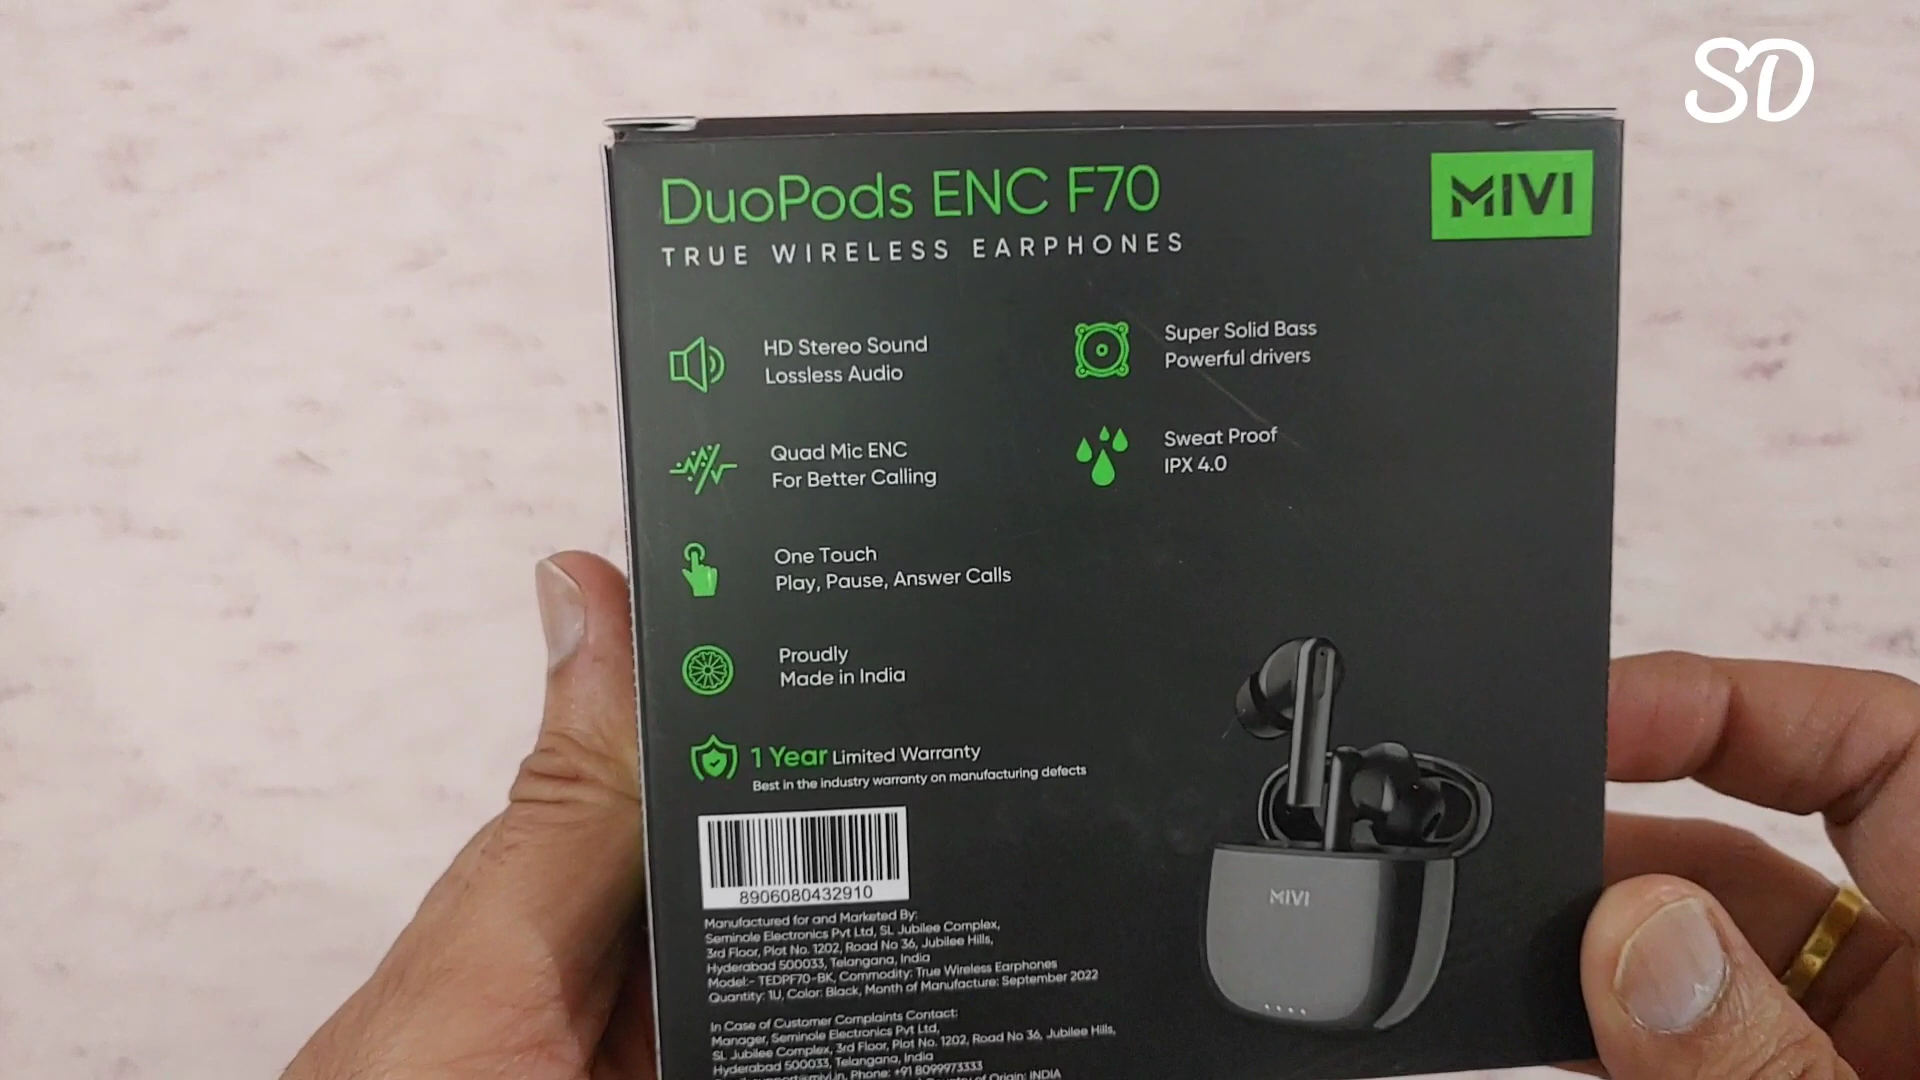 SD
DuoPods ENC F70
TRUE WIRELESS EARPHONES
MIVI
HD Stereo Sound
Lossless Audio
Super Solid Bass
Powerful drivers
Quad Mic ENC
For Better Calling
Sweat Proof
IPX 4.0
One Touch
Play, Pause, Answer Calls
Proudly
Made in India
1 Year Limited Warranty
Best in the industry warranty on manufacturing defects
8906080432910
MIVI
Manufactured for and Marketed By:
Seminole Electronics Pvt Ltd, SL Jubilee Complex,
3rd Floor, Plot No. 1202, Road No 36, Jubilee Hills,
Hyderabad 500033, Telangana, India
Model:- TEDPF70-BK, Commodity: True Wireless Earphones
Quantity: 1U, Color: Black, Month of Manufacture: September 2022
In Case of Customer Complaints Contact:
Manager, Seminole Electronics Pvt Ltd,
SL Jubilee Complex, 3rd Floor, Plot No. 1202, Road No 36, Jubilee Hills,
Hyderabad 500033, Telangana, India
Phone: +91 8099973333
Origin: INDIA